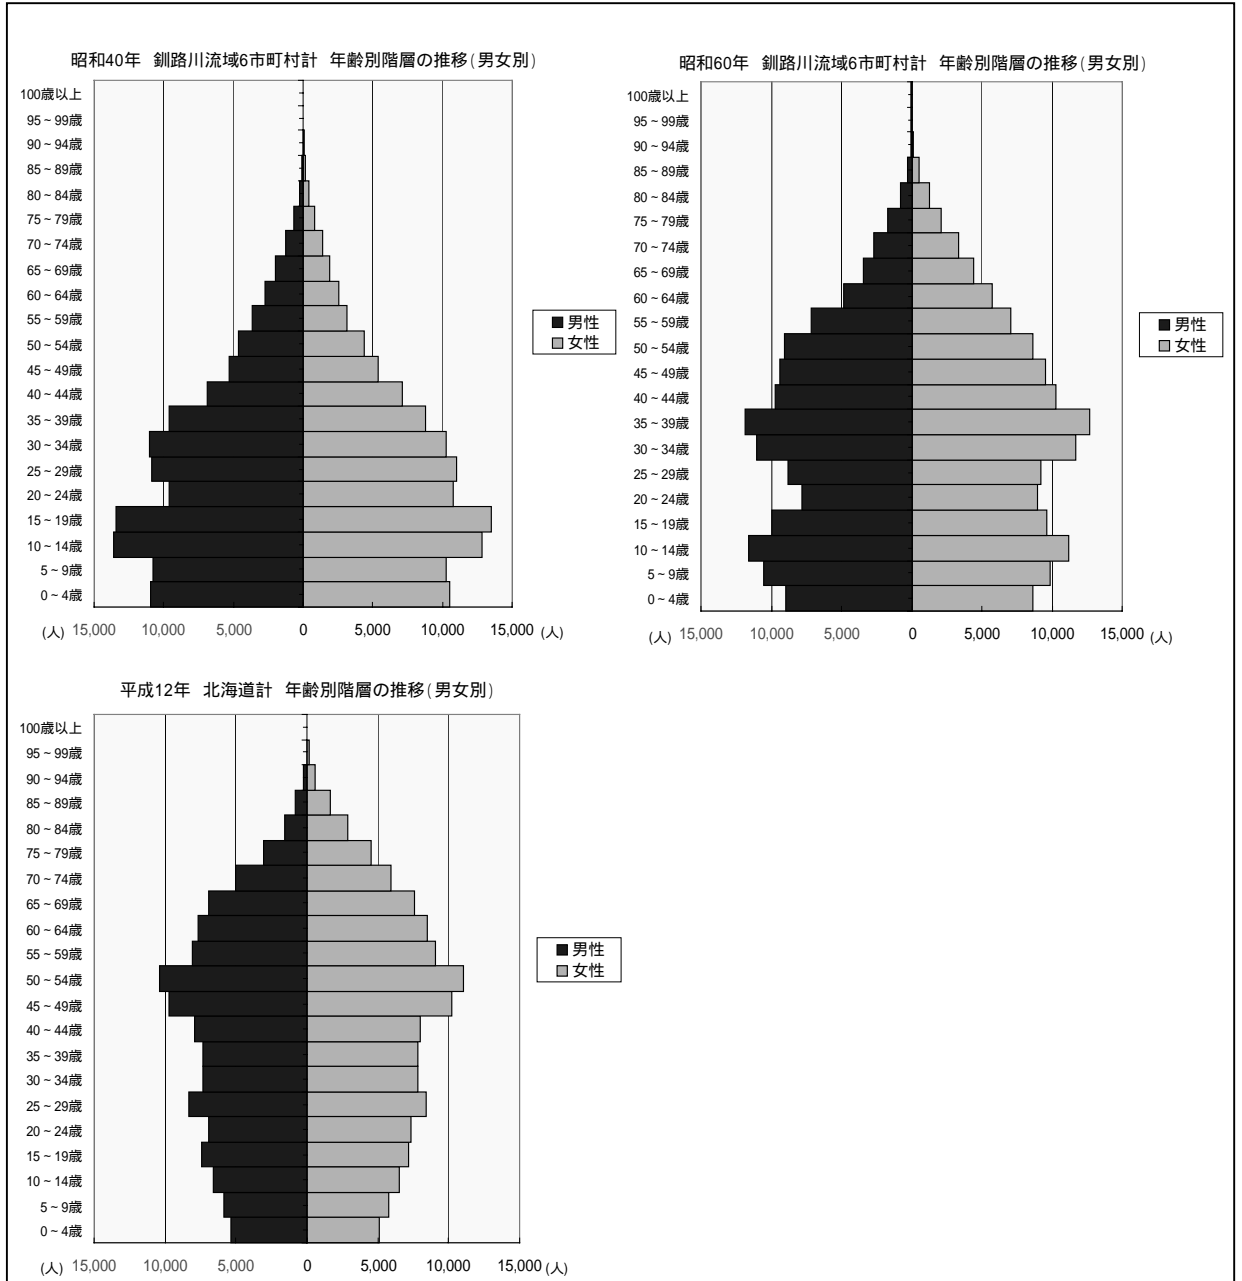 昭和40年 釧路川流域6市町村計 年齢別階層の推移(男女別)
100歳以上
95~99歳
90~94歳
85~89歳
80~84歳
75~79歳
70~74歳
65~69歳
60~64歳
55~59歳
50~54歳
45~49歳
40~44歳
35~39歳
30~34歳
25~29歳
20~24歳
15~19歳
10~14歳
5~9歳
0~4歳
(人) 15,000 10,000 5,000 0 5,000 10,000 15,000 (人)
男性
女性
昭和60年 釧路川流域6市町村計 年齢別階層の推移(男女別)
100歳以上
95~99歳
90~94歳
85~89歳
80~84歳
75~79歳
70~74歳
65~69歳
60~64歳
55~59歳
50~54歳
45~49歳
40~44歳
35~39歳
30~34歳
25~29歳
20~24歳
15~19歳
10~14歳
5~9歳
0~4歳
(人) 15,000 10,000 5,000 0 5,000 10,000 15,000 (人)
男性
女性
平成12年 北海道計 年齢別階層の推移(男女別)
100歳以上
95~99歳
90~94歳
85~89歳
80~84歳
75~79歳
70~74歳
65~69歳
60~64歳
55~59歳
50~54歳
45~49歳
40~44歳
35~39歳
30~34歳
25~29歳
20~24歳
15~19歳
10~14歳
5~9歳
0~4歳
(人) 15,000 10,000 5,000 0 5,000 10,000 15,000 (人)
男性
女性